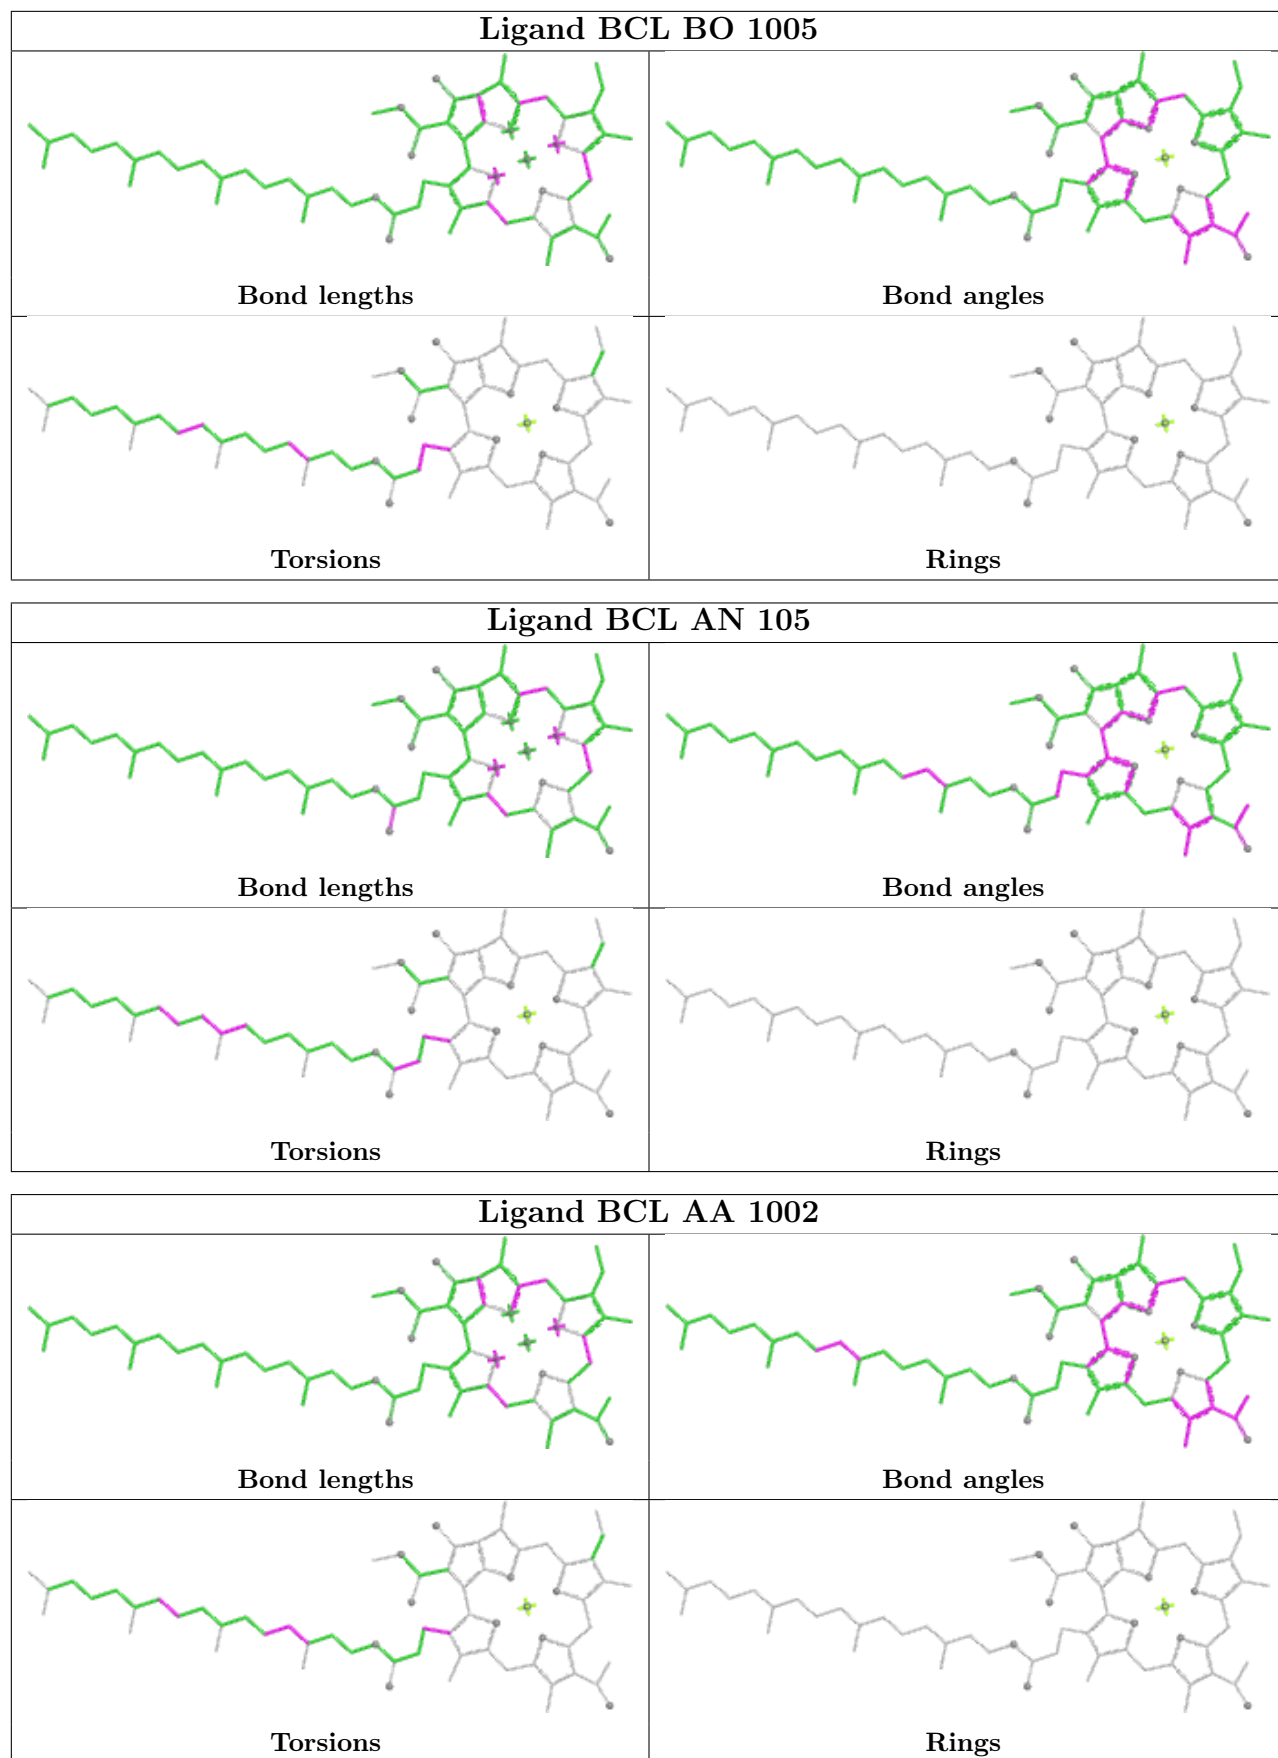 Ligand BCL BO 1005
Bond lengths
Bond angles
Torsions
Rings
Ligand BCL AN 105
Bond lengths
Bond angles
Torsions
Rings
Ligand BCL AA 1002
Bond lengths
Bond angles
Torsions
Rings